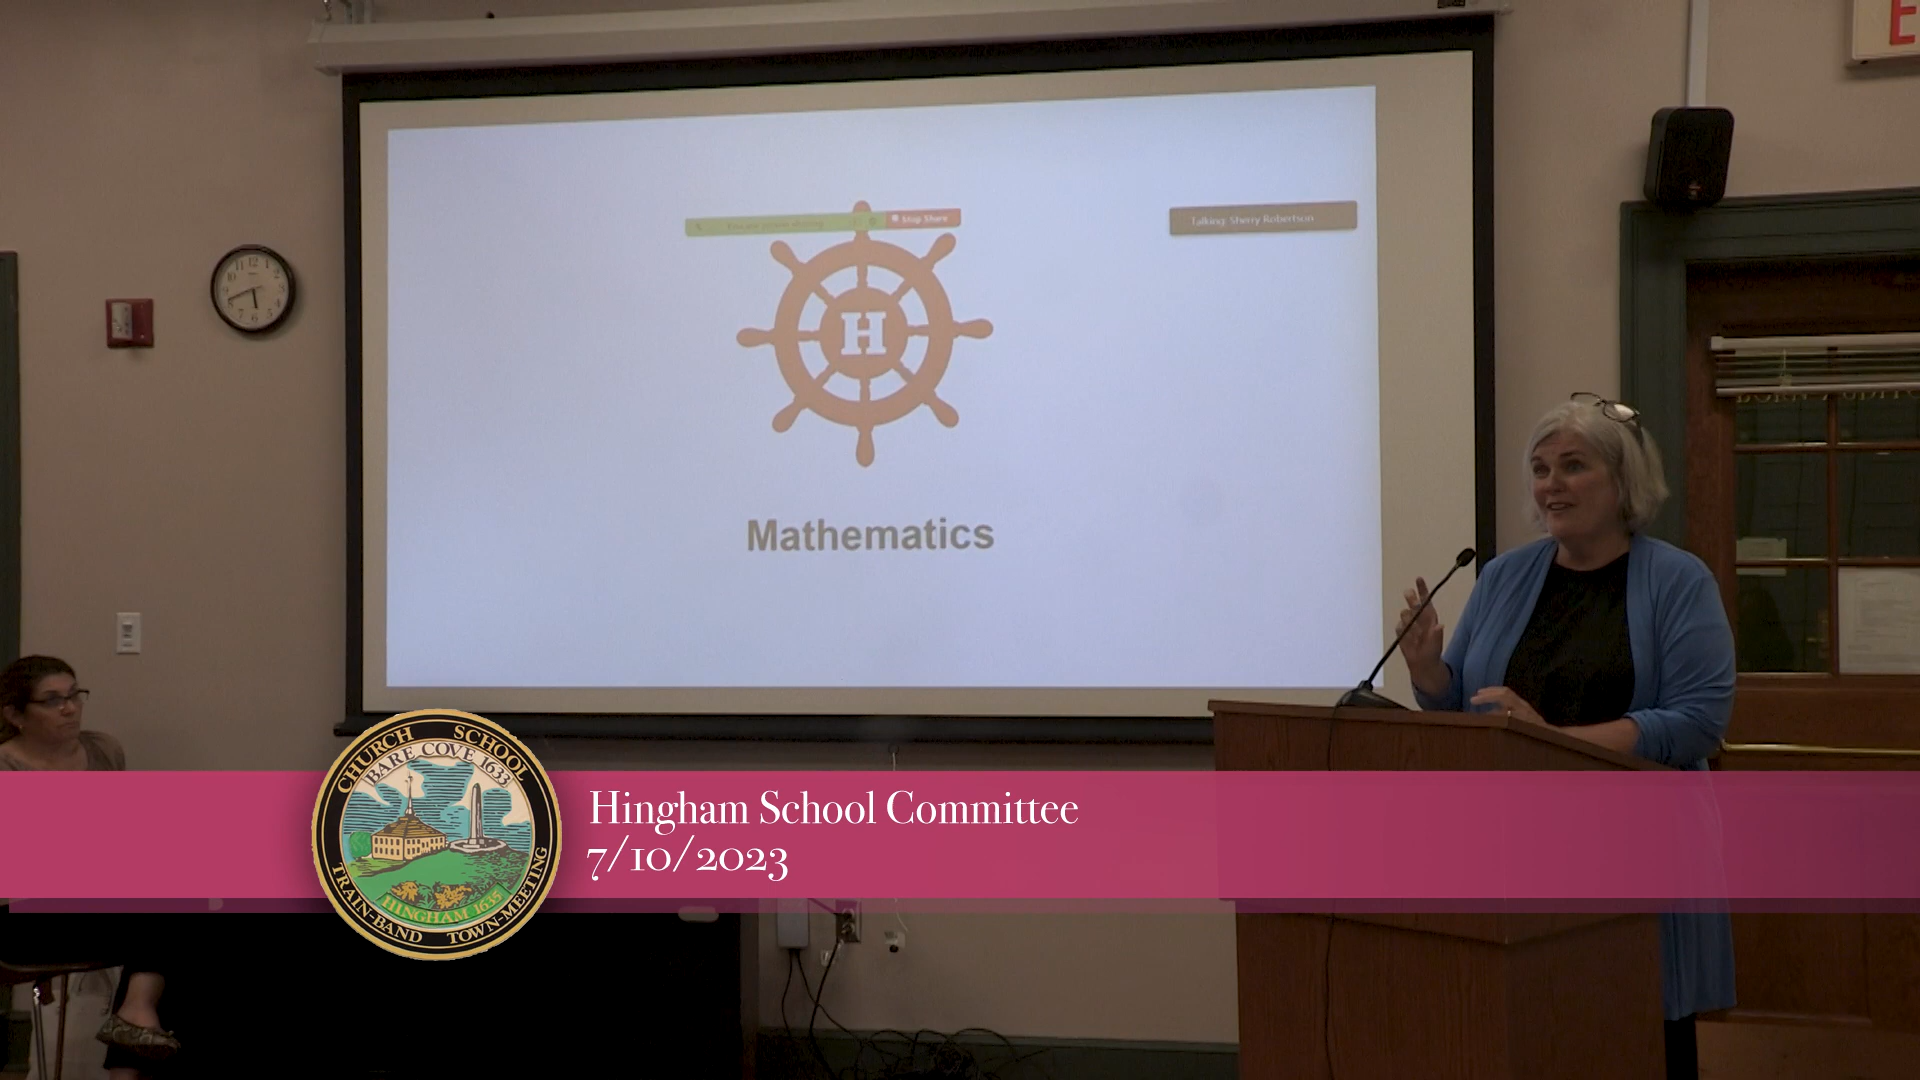 E
Stop Share
Talking: Sherry Robertson
H
Mathematics
12
CHURCH SCHOOL
BARE COVE 1633
HINGHAM 1635
TRAIN-BAND TOWN-MEETING
Hingham School Committee
7/10/2023